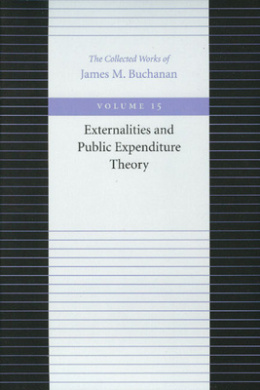 The Collected Works of
James M. Buchanan
VOLUME 15
Externalities and
Public Expenditure
Theory